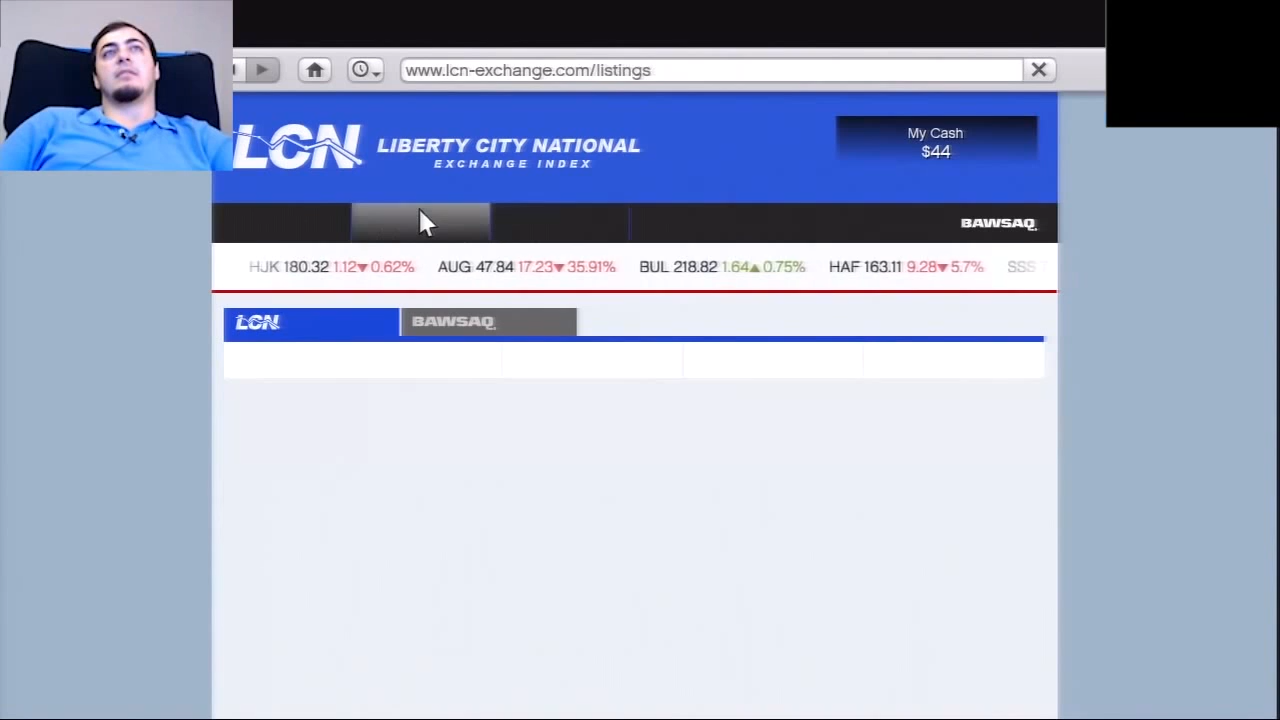 www.lcn-exchange.com/listings
LCN
LIBERTY CITY NATIONAL
EXCHANGE INDEX
My Cash
$44
BAWSAQ
HJK 180.32 1.12▼0.62% AUG 47.84 17.23▼35.91% BUL 218.82 1.64▲0.75% HAF 163.11 9.28▼5.7% SSS
LCN BAWSAQ